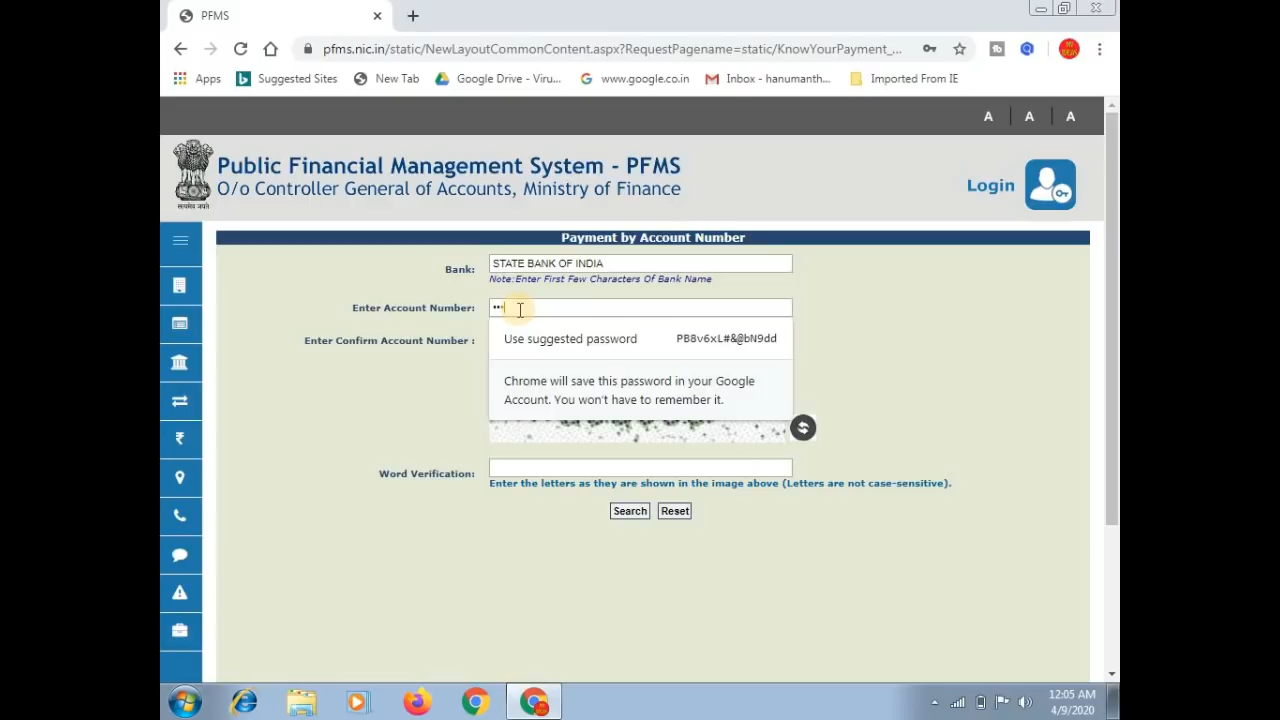 PFMS
pfms.nic.in/static/NewLayoutCommonContent.aspx?RequestPagename=static/KnowYourPayment_...
Apps
Suggested Sites
New Tab
Google Drive - Viru...
www.google.co.in
Inbox - hanumanth...
Imported From IE
A | A | A
Public Financial Management System - PFMS
O/o Controller General of Accounts, Ministry of Finance
सत्यमेव जयते
Login
Payment by Account Number
Bank:
STATE BANK OF INDIA
Note:Enter First Few Characters Of Bank Name
Enter Account Number:
•••
Use suggested password
PB8v6xL#&@bN9dd
Enter Confirm Account Number :
Chrome will save this password in your Google
Account. You won't have to remember it.
Word Verification:
Enter the letters as they are shown in the image above (Letters are not case-sensitive).
Search
Reset
12:05 AM
4/9/2020